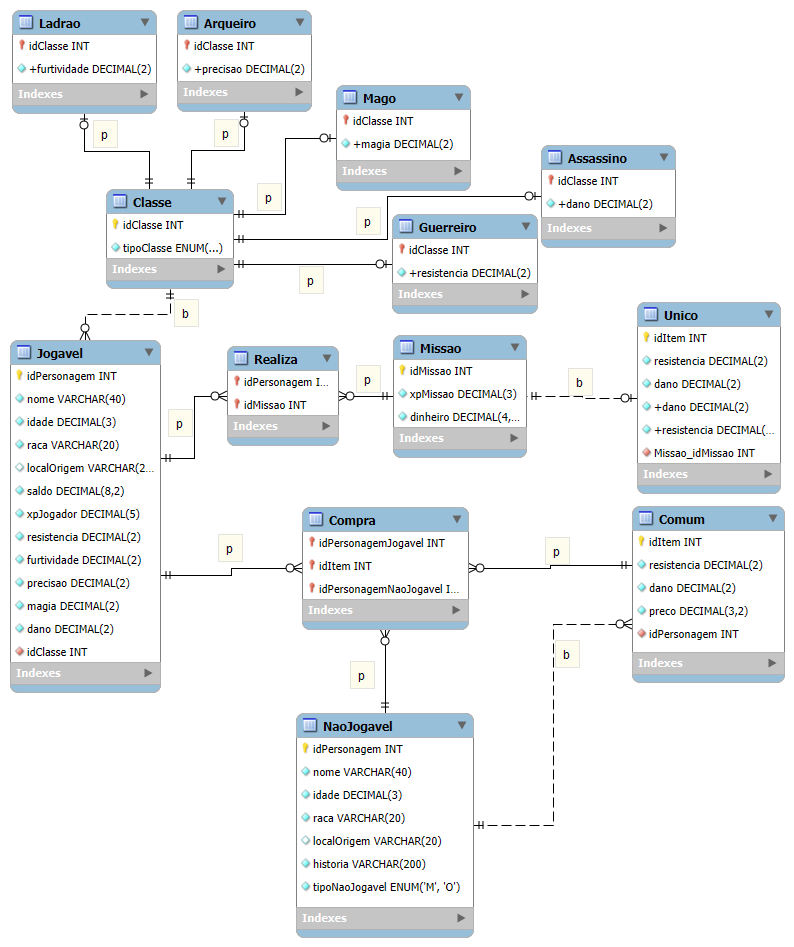 Ladrao
idClasse INT
+furtividade DECIMAL(2)
Indexes
Arqueiro
idClasse INT
+precisao DECIMAL(2)
Indexes
Mago
idClasse INT
+magia DECIMAL(2)
Indexes
Assassino
idClasse INT
+dano DECIMAL(2)
Indexes
p
p
p
p
p
Classe
idClasse INT
tipoClasse ENUM(...)
Indexes
Guerreiro
idClasse INT
+resistencia DECIMAL(2)
Indexes
b
Jogavel
idPersonagem INT
nome VARCHAR(40)
idade DECIMAL(3)
raca VARCHAR(20)
localOrigem VARCHAR(2...
saldo DECIMAL(8,2)
xpJogador DECIMAL(5)
resistencia DECIMAL(2)
furtividade DECIMAL(2)
precisao DECIMAL(2)
magia DECIMAL(2)
dano DECIMAL(2)
idClasse INT
Indexes
p
Realiza
idPersonagem I...
idMissao INT
Indexes
p
Missao
idMissao INT
xpMissao DECIMAL(3)
dinheiro DECIMAL(4,...
Indexes
b
Unico
idItem INT
resistencia DECIMAL(2)
dano DECIMAL(2)
+dano DECIMAL(2)
+resistencia DECIMAL(...
Missao_idMissao INT
Indexes
p
Compra
idPersonagemJogavel INT
idItem INT
idPersonagemNaoJogavel I...
Indexes
p
Comum
idItem INT
resistencia DECIMAL(2)
dano DECIMAL(2)
preco DECIMAL(3,2)
idPersonagem INT
Indexes
p
b
NaoJogavel
idPersonagem INT
nome VARCHAR(40)
idade DECIMAL(3)
raca VARCHAR(20)
localOrigem VARCHAR(20)
historia VARCHAR(200)
tipoNaoJogavel ENUM('M', 'O')
Indexes